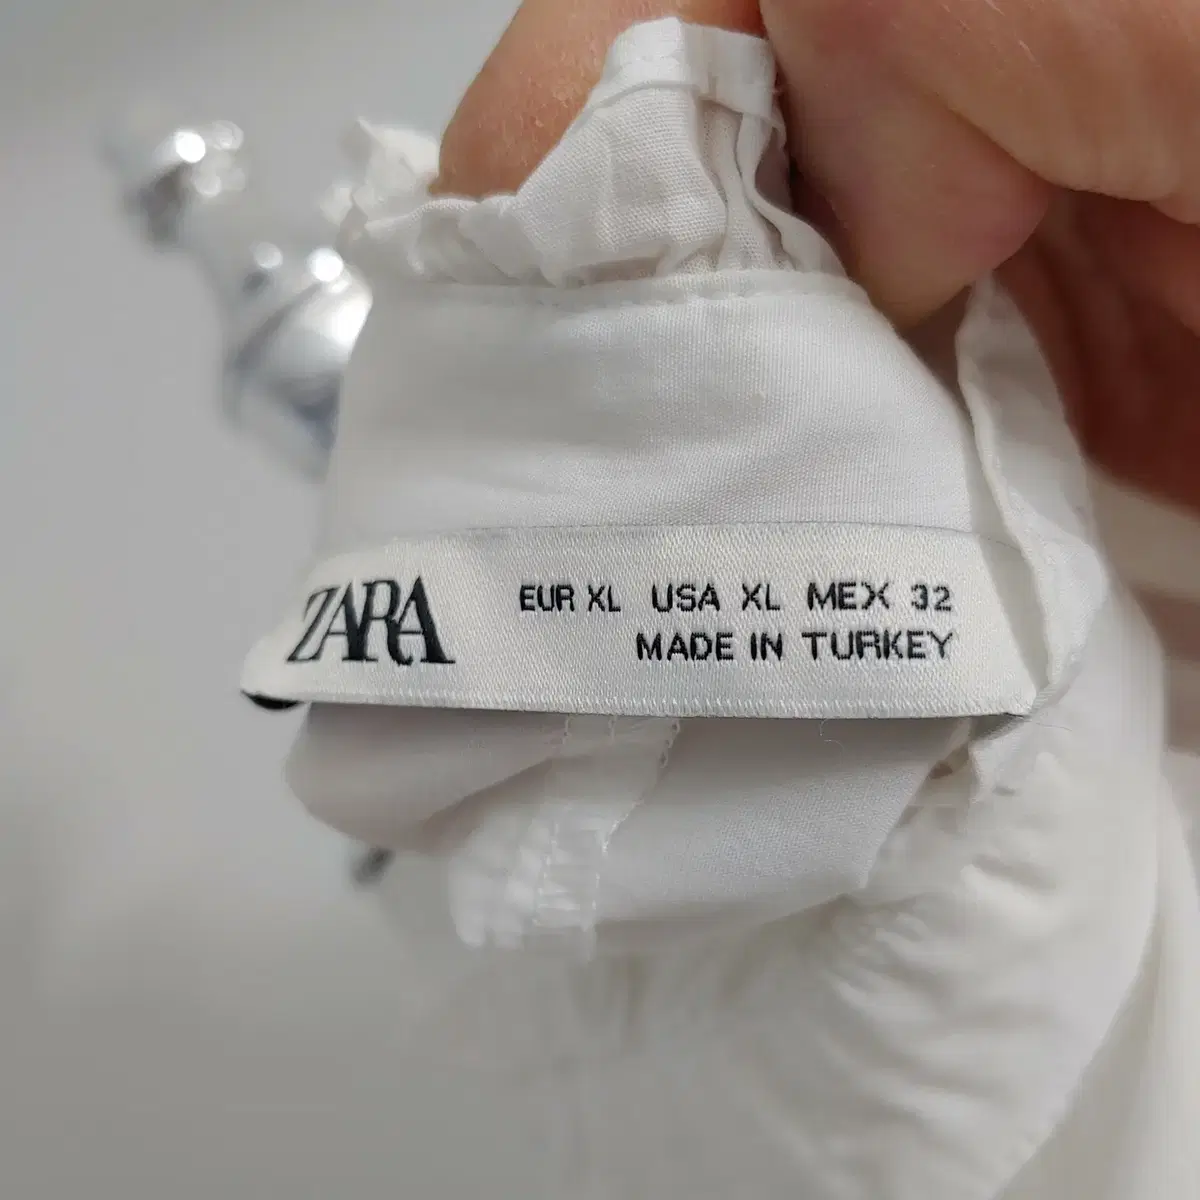 ZARA
EUR XL USA XL MEX 32
MADE IN TURKEY